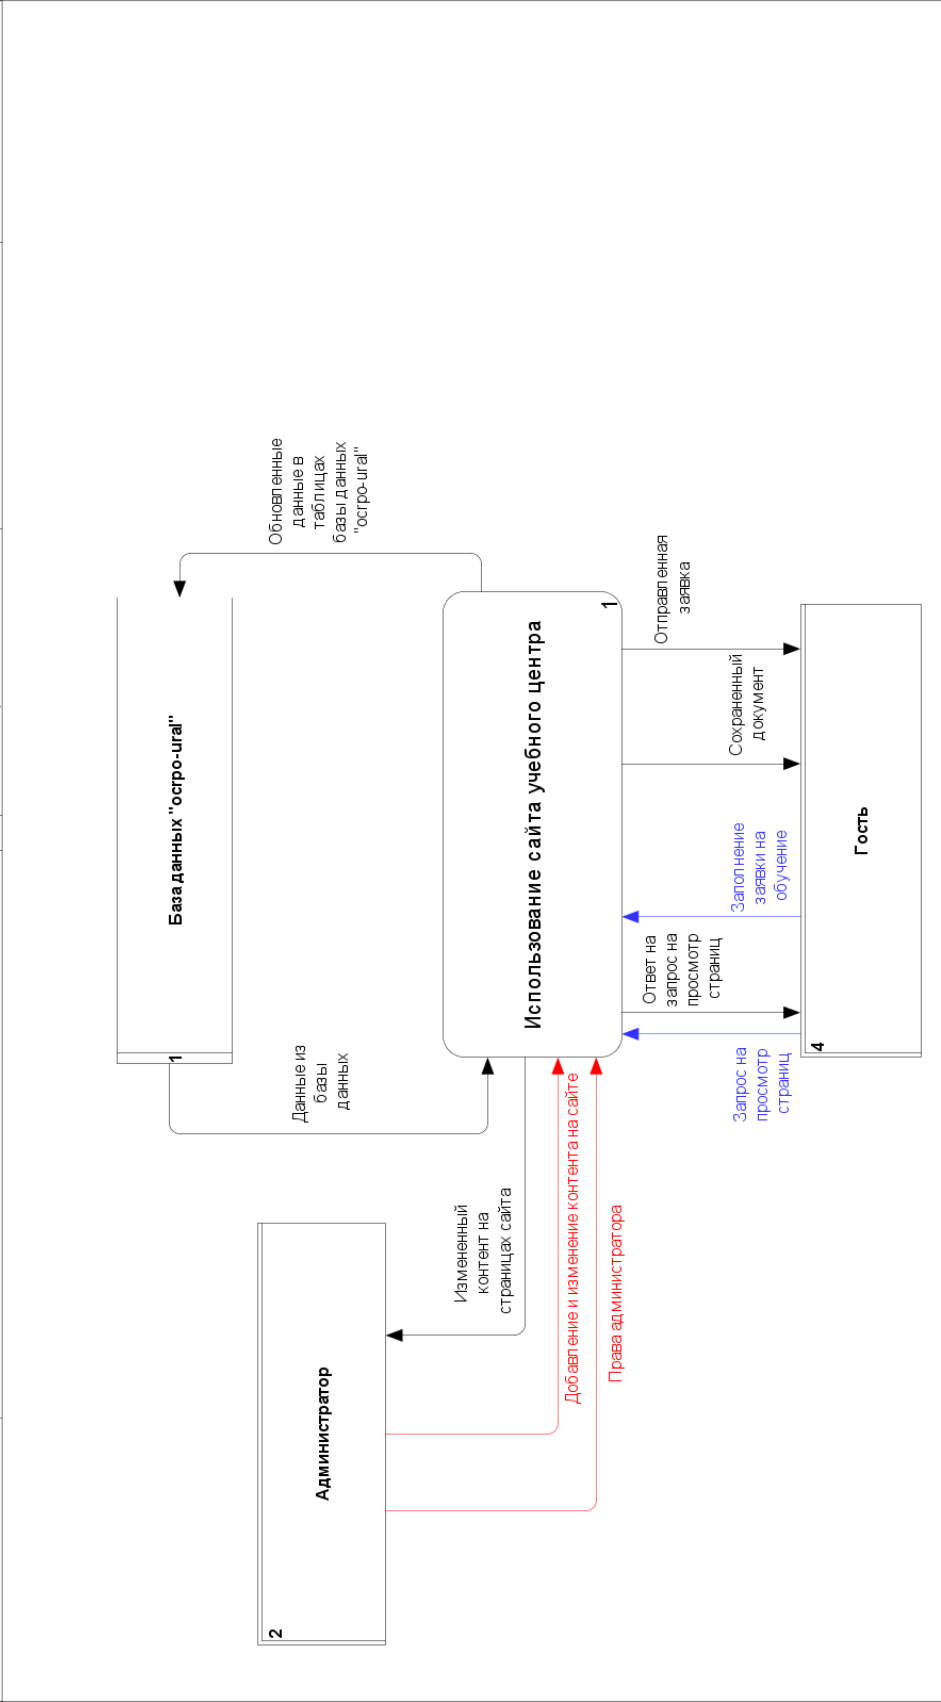 База данных "ocrpo-ural"
1
Обновленные
данные в
таблицах
базы данных
"ocrpo-ural"
Данные из
базы
данных
Администратор
2
Измененный
контент на
страницах сайта
Добавление и изменение контента на сайте
Права администратора
Использование сайта учебного центра
1
Запрос на
просмотр
страниц
Ответ на
запрос на
просмотр
страниц
Заполнение
заявки на
обучение
Сохраненный
документ
Отправленная
заявка
Гость
4